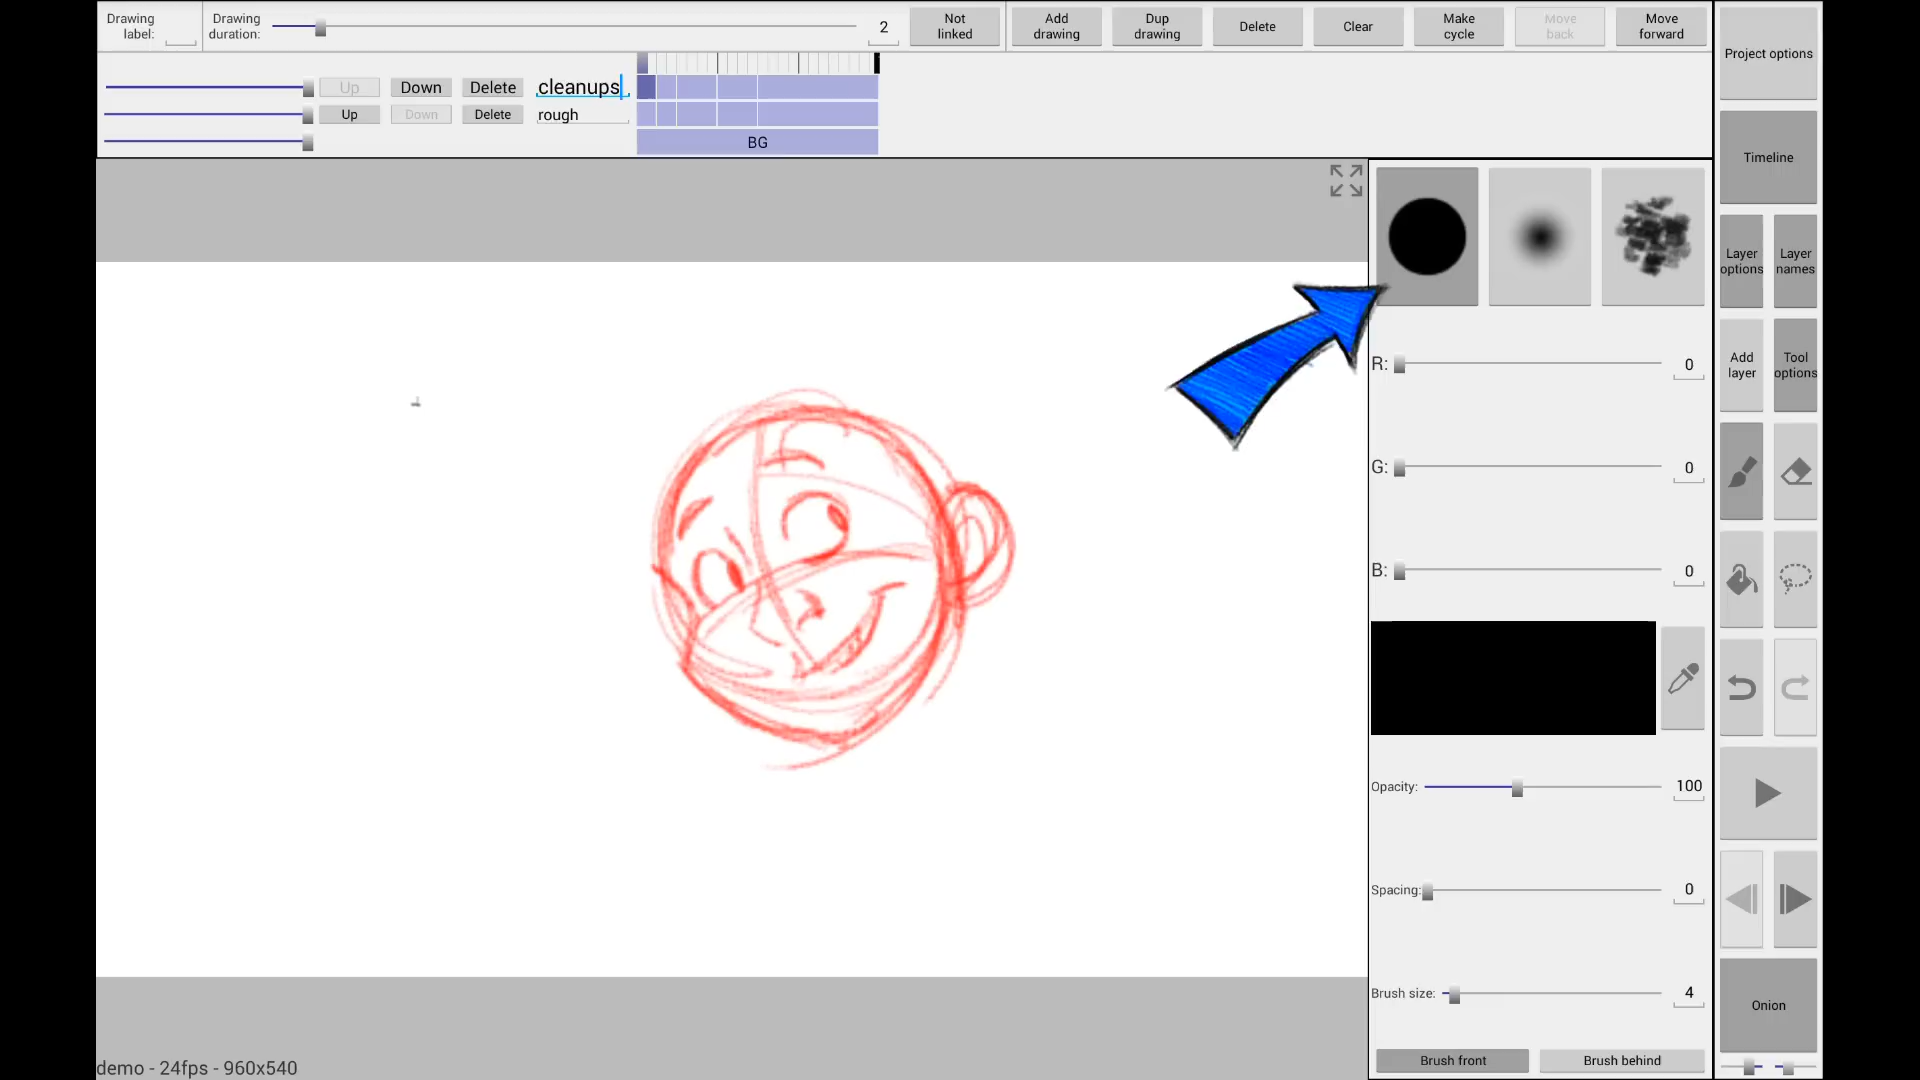 Drawing
label:
Drawing
duration:
2
Not
linked
Add
drawing
Dup
drawing
Delete
Clear
Make
cycle
Move
back
Move
forward
Project options
Up
Down
Delete
cleanups
Up
Down
Delete
rough
BG
Timeline
Layer
options
Layer
names
Add
layer
Tool
options
R:
0
G:
0
B:
0
Opacity:
100
Spacing:
0
Brush size:
4
Onion
Brush front
Brush behind
demo - 24fps - 960x540